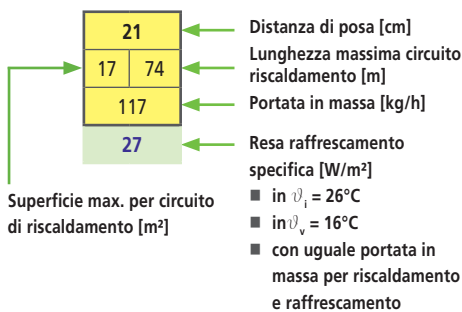 21
17 74
117
27
Distanza di posa [cm]
Lunghezza massima circuito
riscaldamento [m]
Portata in massa [kg/h]
Resa raffrescamento
specifica [W/m²]
■ in ϑi = 26°C
■ inϑv = 16°C
■ con uguale portata in
massa per riscaldamento
e raffrescamento
Superficie max. per circuito
di riscaldamento [m²]